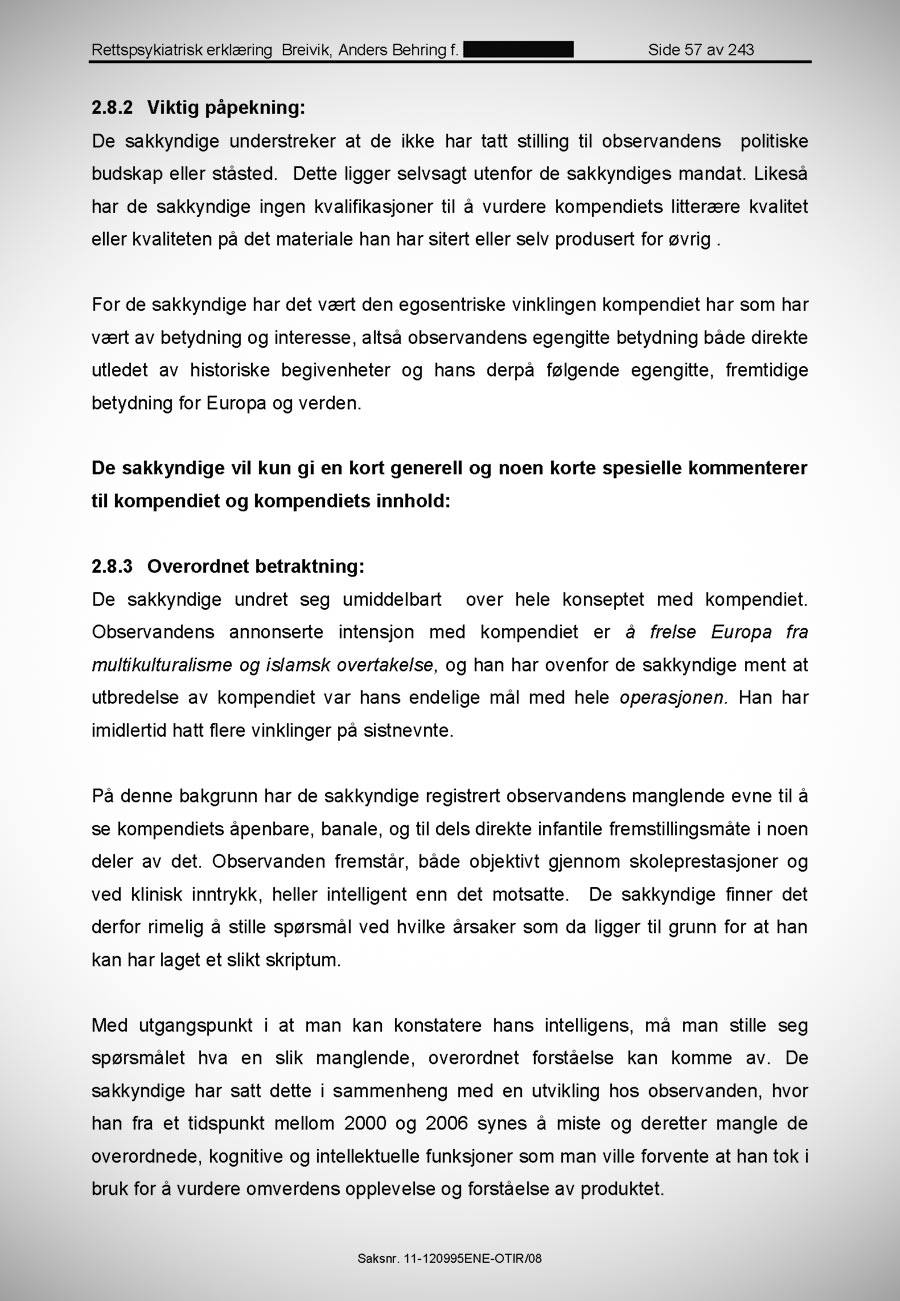 Rettspsykiatrisk erklæring  Breivik, Anders Behring f.
Side 57 av 243
2.8.2 Viktig påpekning:
De sakkyndige understreker at de ikke har tatt stilling til observandens  politiske
budskap eller ståsted.  Dette ligger selvsagt utenfor de sakkyndiges mandat. Likeså
har de sakkyndige ingen kvalifikasjoner til å vurdere kompendiets litterære kvalitet
eller kvaliteten på det materiale han har sitert eller selv produsert for øvrig .
For de sakkyndige har det vært den egosentriske vinklingen kompendiet har som har
vært av betydning og interesse, altså observandens egengitte betydning både direkte
utledet av historiske begivenheter og hans derpå følgende egengitte, fremtidige
betydning for Europa og verden.
De sakkyndige vil kun gi en kort generell og noen korte spesielle kommenterer
til kompendiet og kompendiets innhold:
2.8.3 Overordnet betraktning:
De sakkyndige undret seg umiddelbart  over hele konseptet med kompendiet.
Observandens annonserte intensjon med kompendiet er å frelse Europa fra
multikulturalisme og islamsk overtakelse, og han har ovenfor de sakkyndige ment at
utbredelse av kompendiet var hans endelige mål med hele operasjonen. Han har
imidlertid hatt flere vinklinger på sistnevnte.
På denne bakgrunn har de sakkyndige registrert observandens manglende evne til å
se kompendiets åpenbare, banale, og til dels direkte infantile fremstillingsmåte i noen
deler av det. Observanden fremstår, både objektivt gjennom skoleprestasjoner og
ved klinisk inntrykk, heller intelligent enn det motsatte.  De sakkyndige finner det
derfor rimelig å stille spørsmål ved hvilke årsaker som da ligger til grunn for at han
kan har laget et slikt skriptum.
Med utgangspunkt i at man kan konstatere hans intelligens, må man stille seg
spørsmålet hva en slik manglende, overordnet forståelse kan komme av. De
sakkyndige har satt dette i sammenheng med en utvikling hos observanden, hvor
han fra et tidspunkt mellom 2000 og 2006 synes å miste og deretter mangle de
overordnede, kognitive og intellektuelle funksjoner som man ville forvente at han tok i
bruk for å vurdere omverdens opplevelse og forståelse av produktet.
Saksnr. 11-120995ENE-OTIR/08